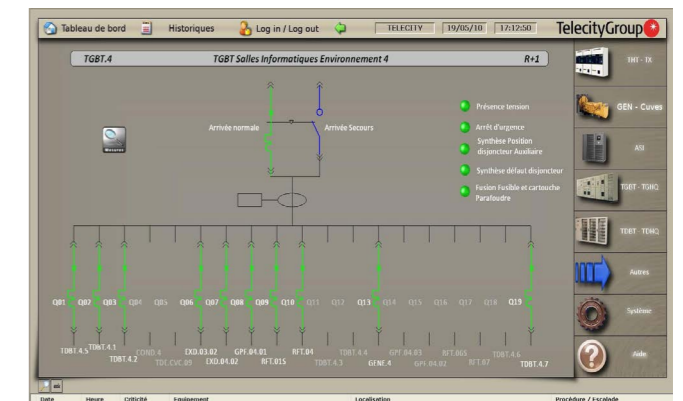 Tableau de bord Historiques Log in / Log out TELECITY 19/05/10 17:12:50 TelecityGroup
TGBT.4 TGBT Salles Informatiques Environnement 4 R+1
THT - TX
Présence tension
GEN - Cuves
Arrivée normale Arrivée Secours Arrêt d'urgence
Synthèse Position
disjoncteur Auxiliaire
Mesures
ASI
Synthèse défaut disjoncteur
Fusion Fusible et cartouche
Parafoudre
TGBT - TGHQ
TDBT - TDHQ
Autres
Q01 Q02 Q03 Q04 Q05 Q06 Q07 Q08 Q09 Q10 Q11 Q12 Q13 Q14 Q15 Q16 Q17 Q18 Q19
Système
TDBT.4.5 TDBT.4.1 COND.4 EXD.03.02 GPF.04.01 RFT.04 TDBT.4.4 GPF.04.03 RFT.065 TDBT.4.6
TDBT.4.2 TDC.CVC.09 EXD.04.02 RFT.015 TDBT.4.3 GENE.4 GPF.04.02 RFT.07 TDBT.4.7
Aide
Date Heure Criticité Equipement Localisation Procédure / Escalade